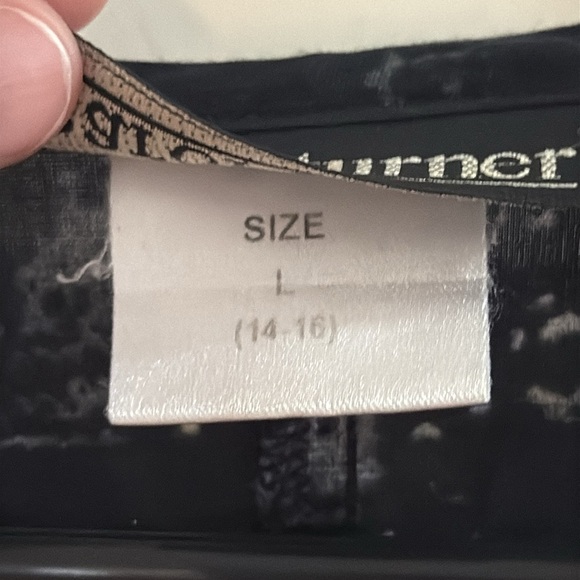 turner
SIZE
L
(14-16)